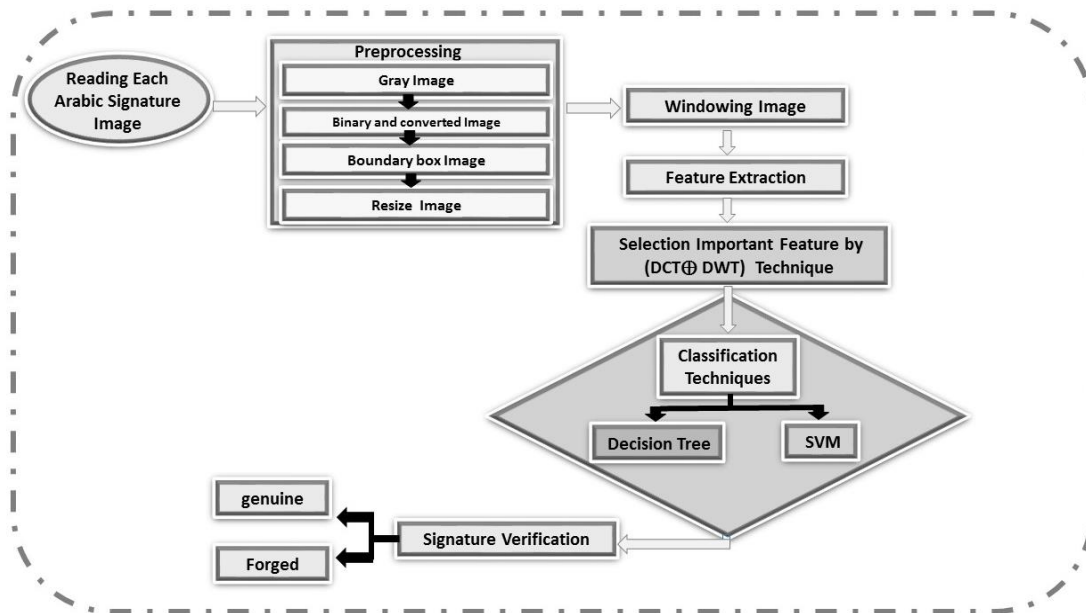 Reading Each
Arabic Signature
Image
Preprocessing
Gray Image
Binary and converted Image
Boundary box Image
Resize Image
Windowing Image
Feature Extraction
Selection Important Feature by
(DCT⊕ DWT) Technique
Classification
Techniques
Decision Tree
SVM
Signature Verification
genuine
Forged